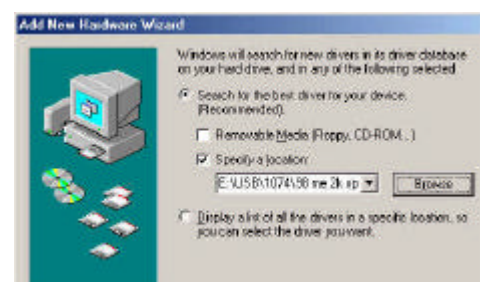 Add New Hardware Wizard
Windows will search for new drivers in its driver database
on your hard drive, and in any of the following selected
Search for the best driver for your device.
(Recommended).
Removable Media (Floppy, CD-ROM...)
Specify a location:
E:\USB\1074\98 me 2k xp
Browse
Display a list of all the drivers in a specific location, so
you can select the driver you want.